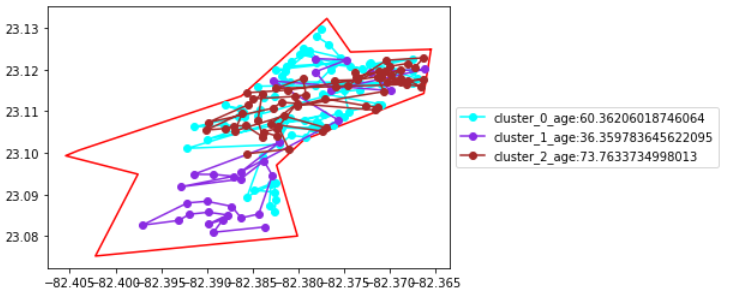 23.13
23.12
23.11
23.10
23.09
23.08
−82.405−82.400−82.395−82.390−82.385−82.380−82.375−82.370−82.365
cluster_0_age:60.36206018746064
cluster_1_age:36.359783645622095
cluster_2_age:73.7633734998013